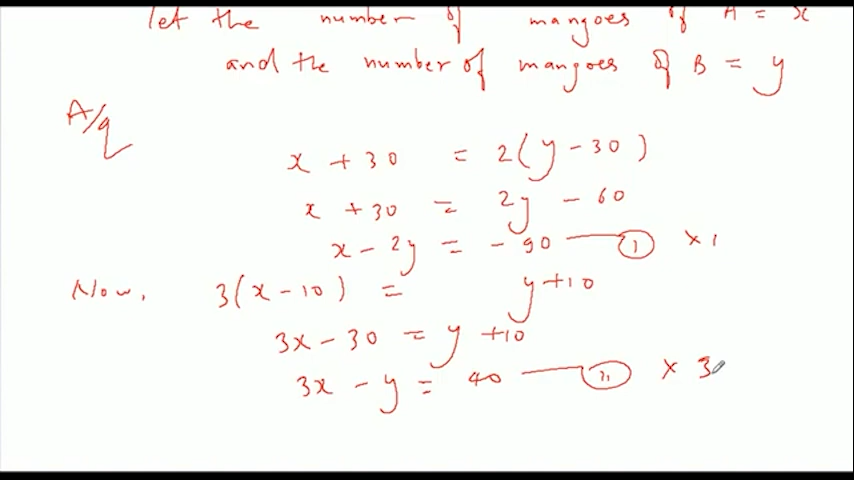 let the number of mangoes of A = x
and the number of mangoes of B = y
A/q
x + 30 = 2(y - 30)
x + 30 = 2y - 60
x - 2y = - 90 —— (1) × 1
Now, 3(x - 10) = y + 10
3x - 30 = y + 10
3x - y = 40 —— (11) × 3